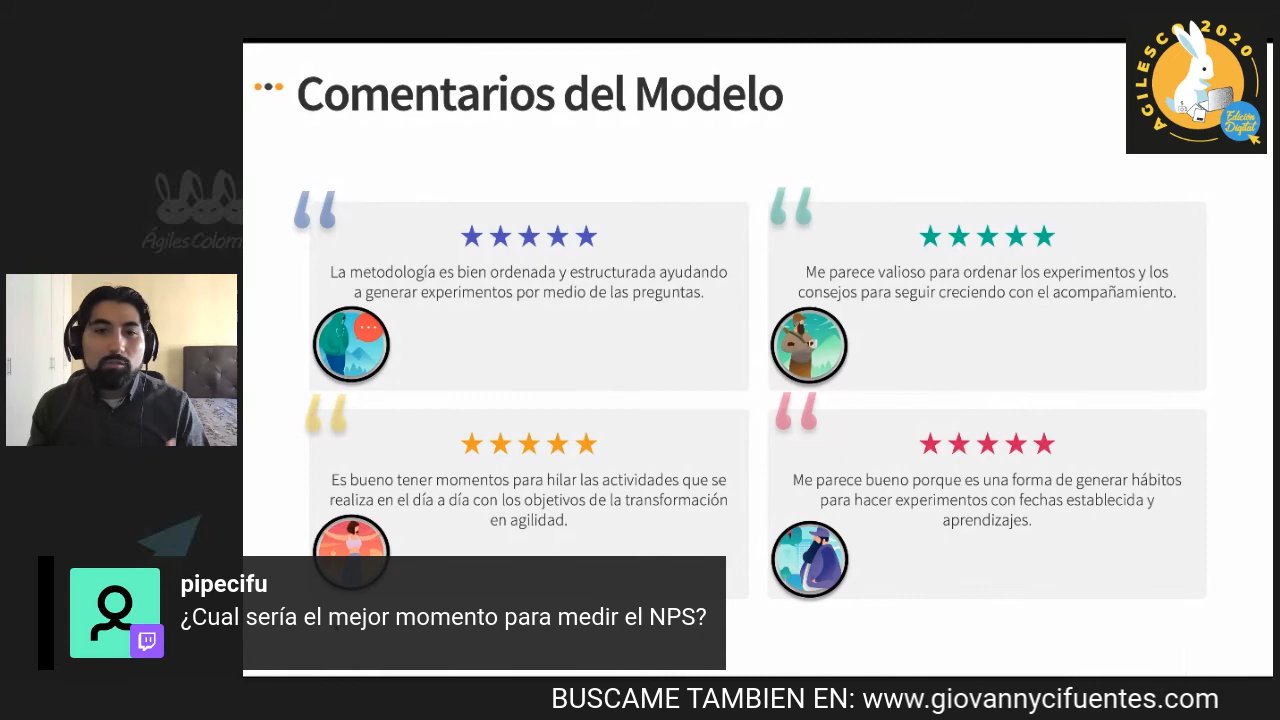 Comentarios del Modelo
AGILESCO 2020
Edición
Digital
ÁgilesColom
La metodología es bien ordenada y estructurada ayudando
a generar experimentos por medio de las preguntas.
Me parece valioso para ordenar los experimentos y los
consejos para seguir creciendo con el acompañamiento.
Es bueno tener momentos para hilar las actividades que se
realiza en el día a día con los objetivos de la transformación
en agilidad.
Me parece bueno porque es una forma de generar hábitos
para hacer experimentos con fechas establecida y
aprendizajes.
pipecifu
¿Cual sería el mejor momento para medir el NPS?
BUSCAME TAMBIEN EN: www.giovannycifuentes.com